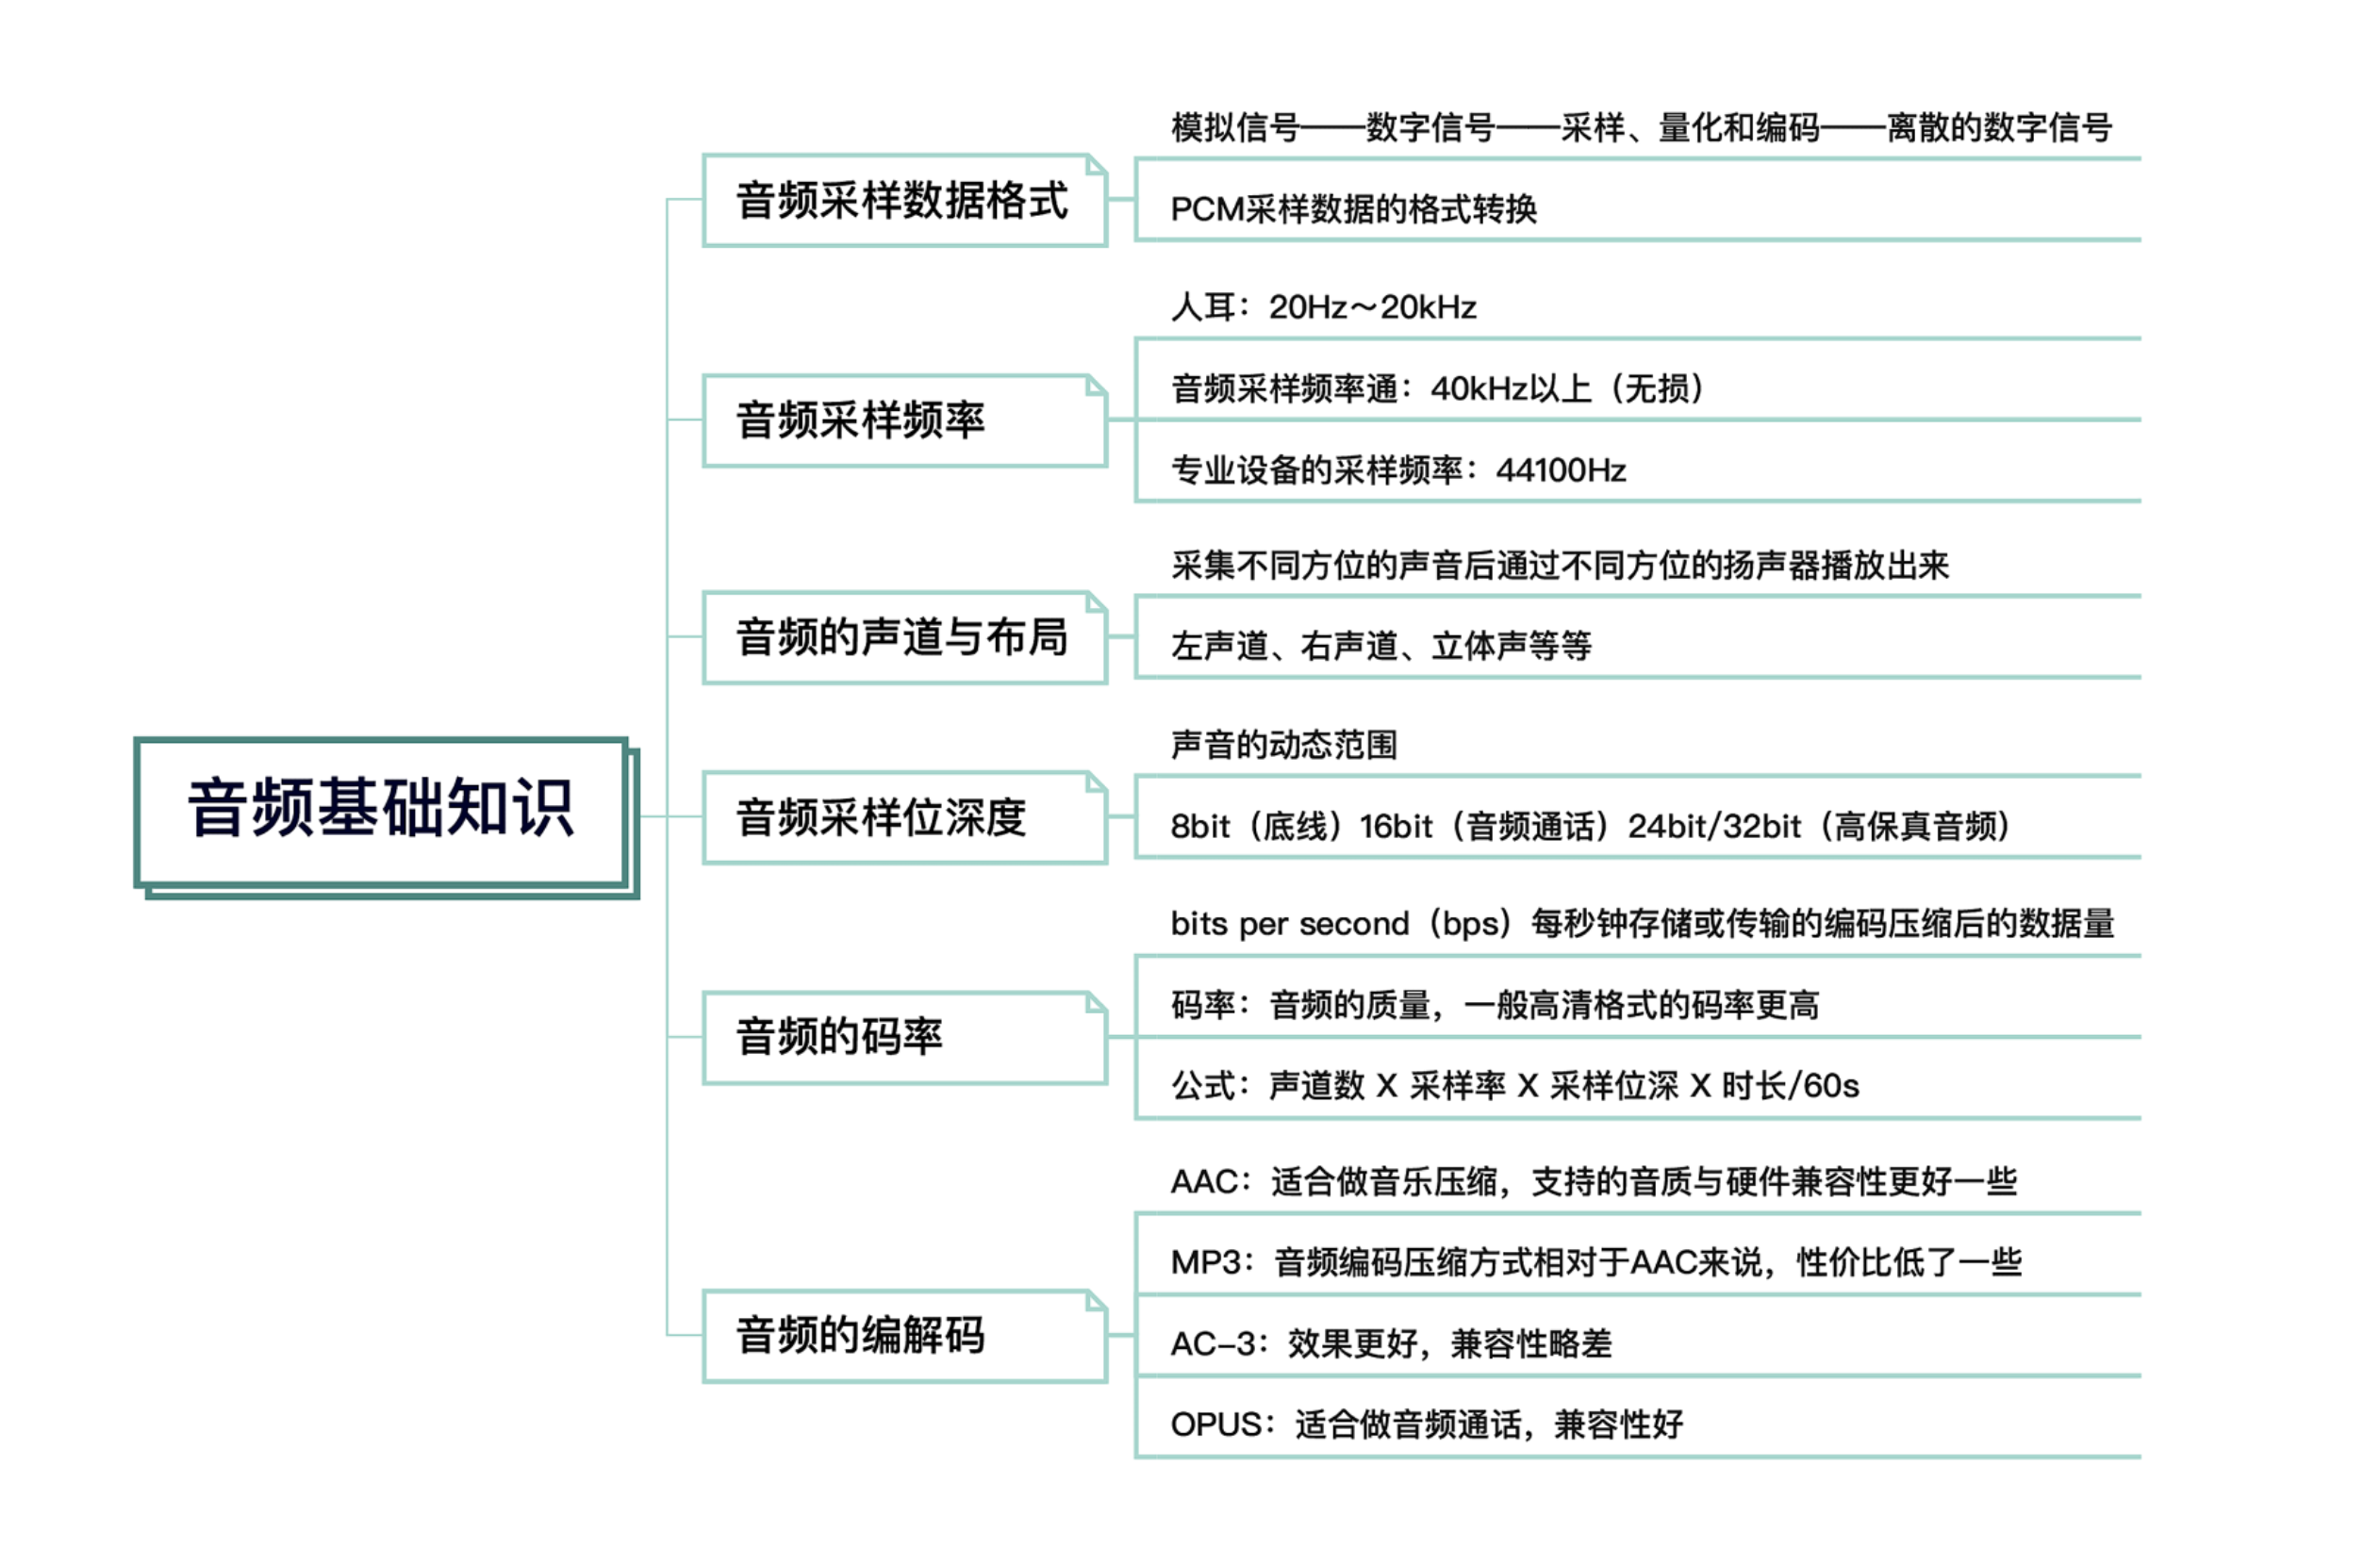 音频基础知识
音频采样数据格式
模拟信号——数字信号——采样、量化和编码——离散的数字信号
PCM采样数据的格式转换
音频采样频率
人耳：20Hz～20kHz
音频采样频率通：40kHz以上（无损）
专业设备的采样频率：44100Hz
音频的声道与布局
采集不同方位的声音后通过不同方位的扬声器播放出来
左声道、右声道、立体声等等
音频采样位深度
声音的动态范围
8bit（底线）16bit（音频通话）24bit/32bit（高保真音频）
音频的码率
bits per second（bps）每秒钟存储或传输的编码压缩后的数据量
码率：音频的质量，一般高清格式的码率更高
公式：声道数 X 采样率 X 采样位深 X 时长/60s
音频的编解码
AAC：适合做音乐压缩，支持的音质与硬件兼容性更好一些
MP3：音频编码压缩方式相对于AAC来说，性价比低了一些
AC-3：效果更好，兼容性略差
OPUS：适合做音频通话，兼容性好